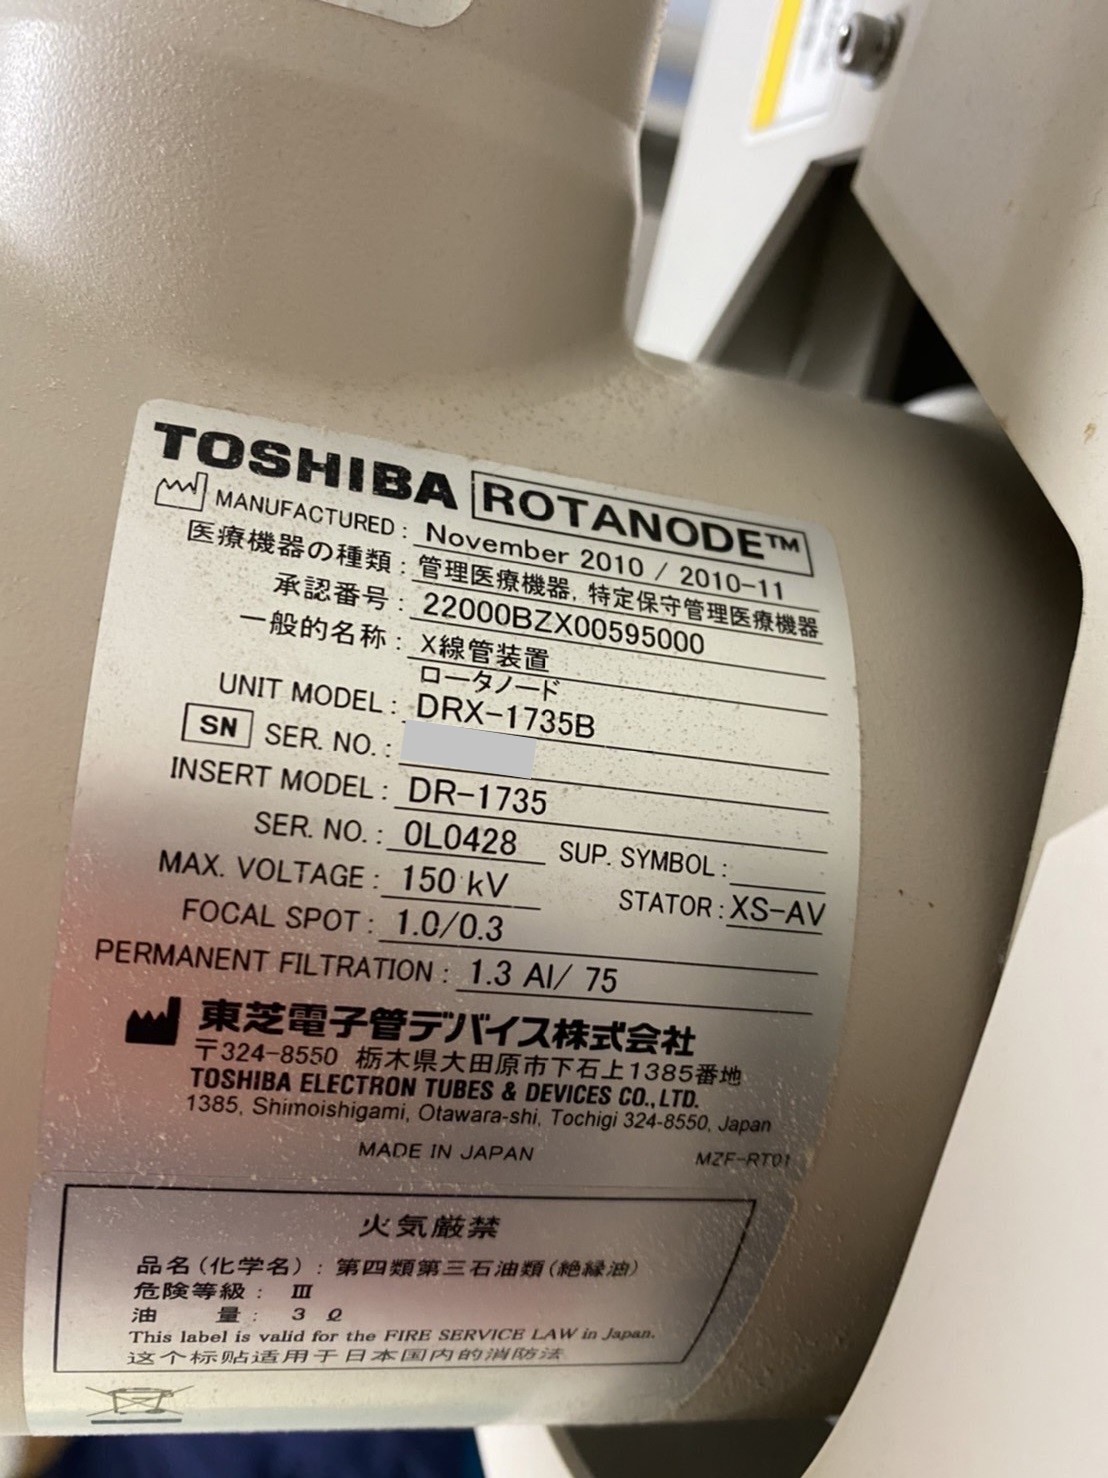 TOSHIBA ROTANODE™
MANUFACTURED : November 2010 / 2010-11
医療機器の種類 : 管理医療機器, 特定保守管理医療機器
承認番号 : 22000BZX00595000
一般的名称 : X線管装置
ロータノード
UNIT MODEL : DRX-1735B
SN SER. NO. :
INSERT MODEL : DR-1735
SER. NO. : 0L0428 SUP. SYMBOL :
MAX. VOLTAGE : 150 kV STATOR : XS-AV
FOCAL SPOT : 1.0/0.3
PERMANENT FILTRATION : 1.3 Al/ 75
東芝電子管デバイス株式会社
〒324-8550 栃木県大田原市下石上1385番地
TOSHIBA ELECTRON TUBES & DEVICES CO., LTD.
1385, Shimoishigami, Otawara-shi, Tochigi 324-8550, Japan
MADE IN JAPAN MZF-RT01
火気厳禁
品名(化学名) : 第四類第三石油類(絶縁油)
危険等級 : Ⅲ
油 量 : 3 ℓ
This label is valid for the FIRE SERVICE LAW in Japan.
这个标贴适用于日本国内的消防法